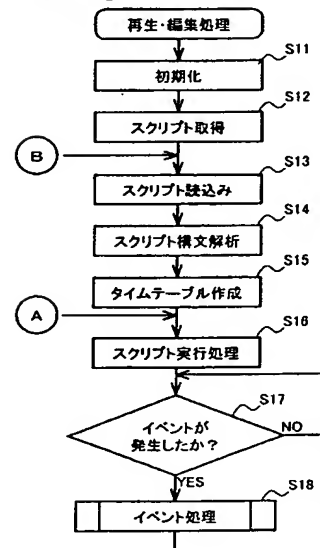 再生・編集処理
S11
初期化
S12
スクリプト取得
B
S13
スクリプト読込み
S14
スクリプト構文解析
S15
タイムテーブル作成
A
S16
スクリプト実行処理
S17
イベントが
発生したか?
NO
YES
S18
イベント処理